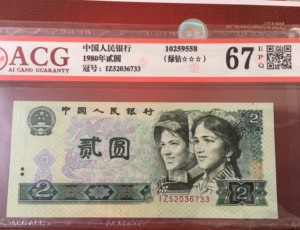 ACG
AI CANG GUARANTY
中国人民银行
1980年贰圆
冠号: IZ52036733
10259558
(绿钻☆☆☆)
67
EPQ
中国人民银行
2
贰圆
2
IZ52036733